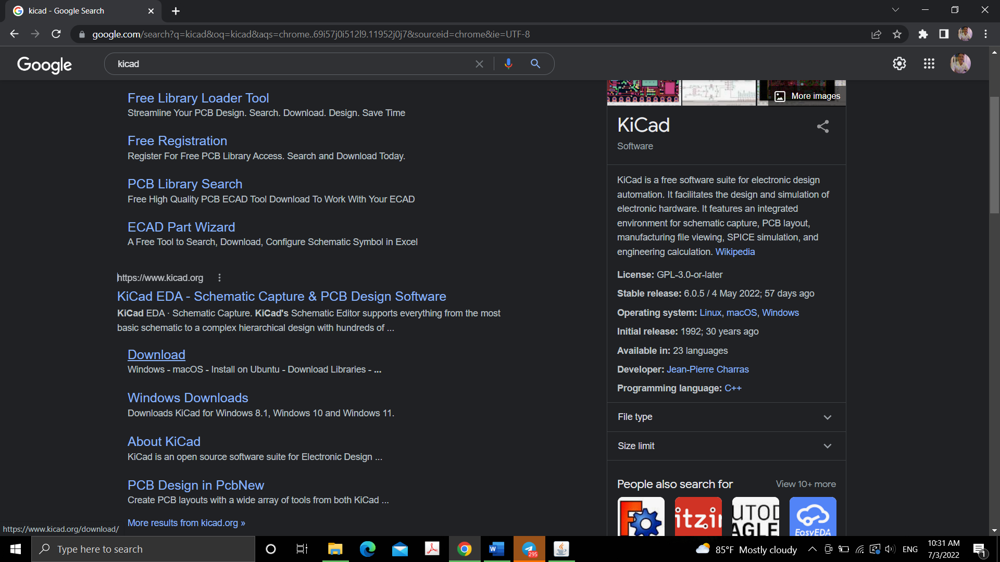 kicad - Google Search
google.com/search?q=kicad&oq=kicad&aqs=chrome..69i57j0i512l9.11952j0j7&sourceid=chrome&ie=UTF-8
Google
kicad
Free Library Loader Tool
Streamline Your PCB Design. Search. Download. Design. Save Time
Free Registration
Register For Free PCB Library Access. Search and Download Today.
PCB Library Search
Free High Quality PCB ECAD Tool Download To Work With Your ECAD
ECAD Part Wizard
A Free Tool to Search, Download, Configure Schematic Symbol in Excel
https://www.kicad.org
KiCad EDA - Schematic Capture & PCB Design Software
KiCad EDA · Schematic Capture. KiCad's Schematic Editor supports everything from the most
basic schematic to a complex hierarchical design with hundreds of ...
Download
Windows - macOS - Install on Ubuntu - Download Libraries - ...
Windows Downloads
Downloads KiCad for Windows 8.1, Windows 10 and Windows 11.
About KiCad
KiCad is an open source software suite for Electronic Design ...
PCB Design in PcbNew
Create PCB layouts with a wide array of tools from both KiCad ...
More results from kicad.org »
https://www.kicad.org/download/
More images
KiCad
Software
KiCad is a free software suite for electronic design
automation. It facilitates the design and simulation of
electronic hardware. It features an integrated
environment for schematic capture, PCB layout,
manufacturing file viewing, SPICE simulation, and
engineering calculation. Wikipedia
License: GPL-3.0-or-later
Stable release: 6.0.5 / 4 May 2022; 57 days ago
Operating system: Linux, macOS, Windows
Initial release: 1992; 30 years ago
Available in: 23 languages
Developer: Jean-Pierre Charras
Programming language: C++
File type
Size limit
People also search for
View 10+ more
itzin
UTOD
AGLE
EasyEDA
Type here to search
W
295
85°F Mostly cloudy
ENG
10:31 AM
7/3/2022
1